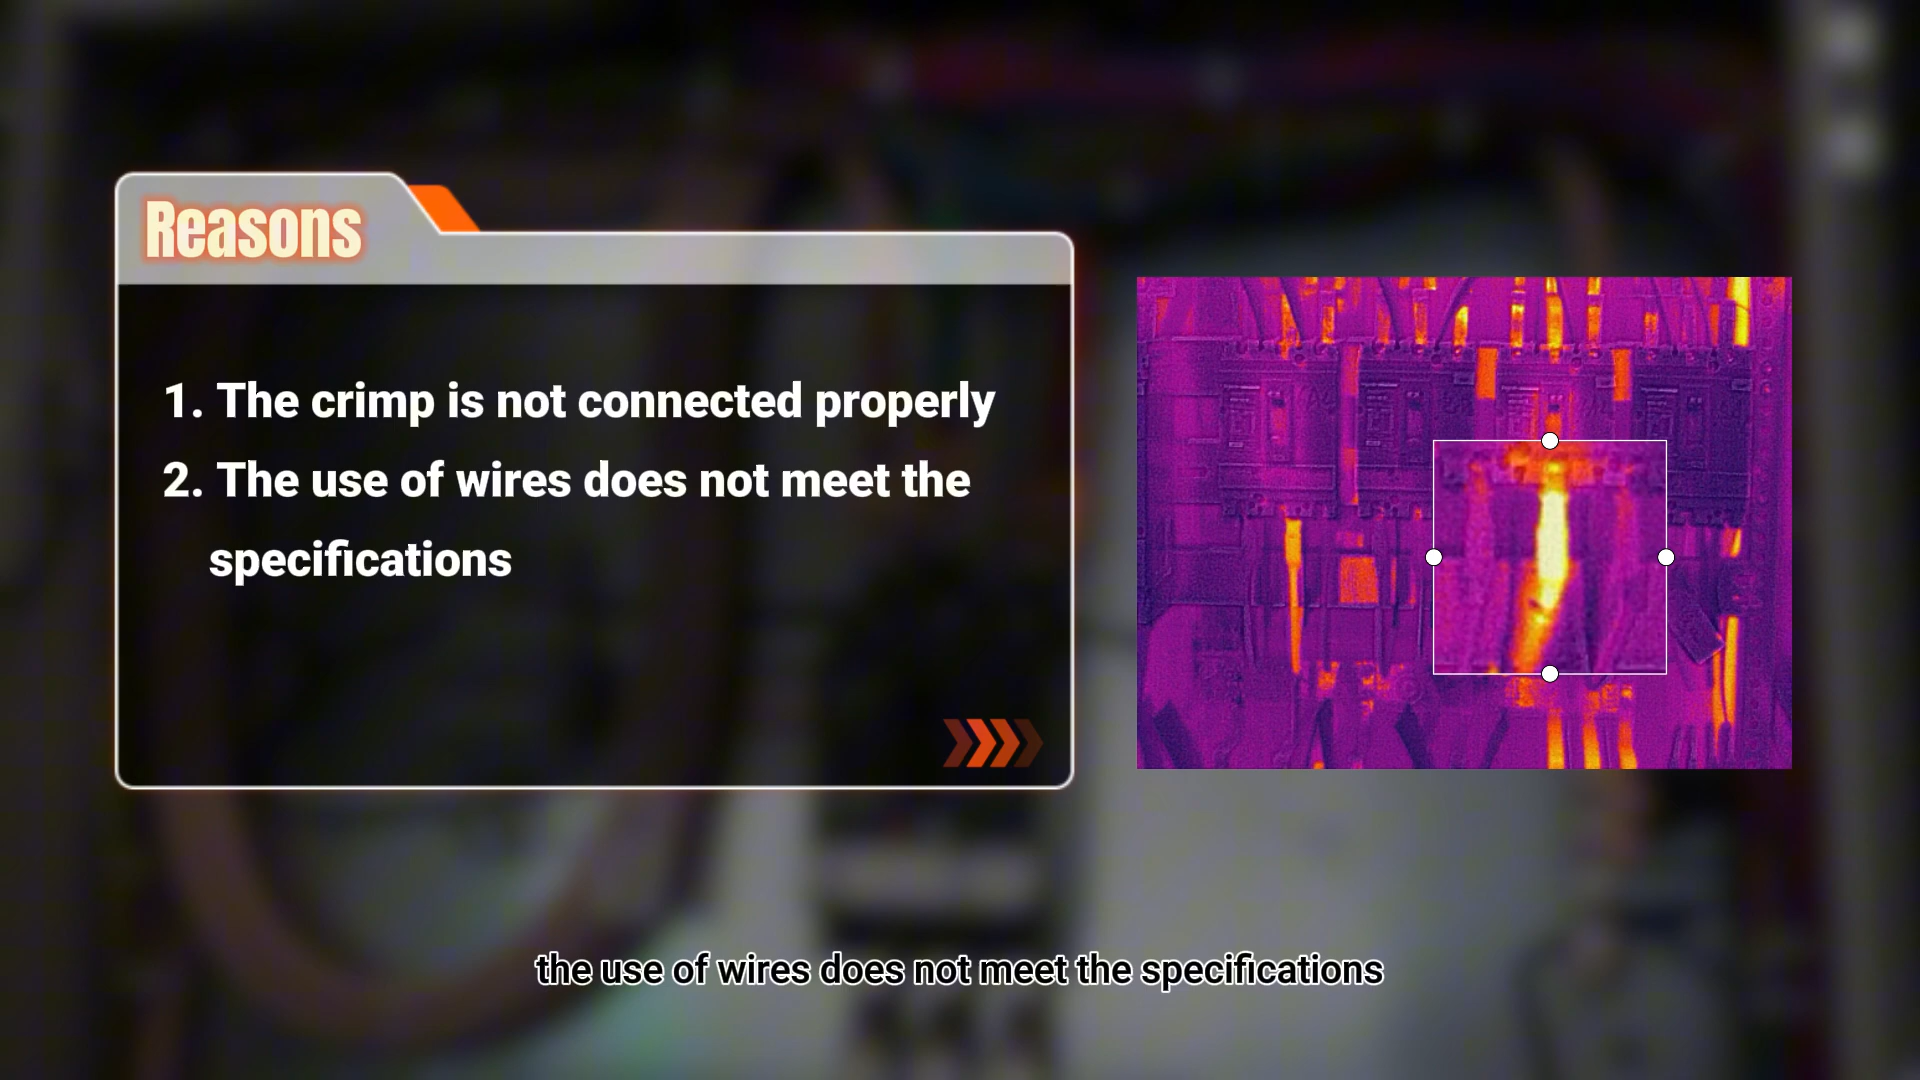 Reasons
1. The crimp is not connected properly
2. The use of wires does not meet the
specifications
the use of wires does not meet the specifications